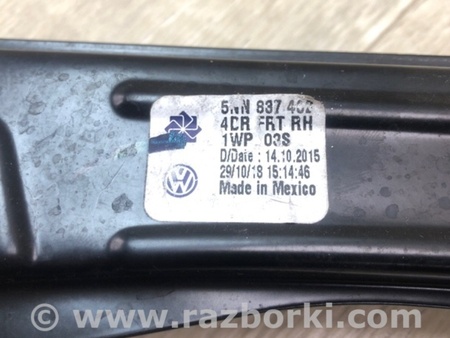 5NN 837 402
4CR FRT RH
1WP 03S
D/Date : 14.10.2015
29/10/18 15:14:46
Made in Mexico
VW
© www.razborki.com